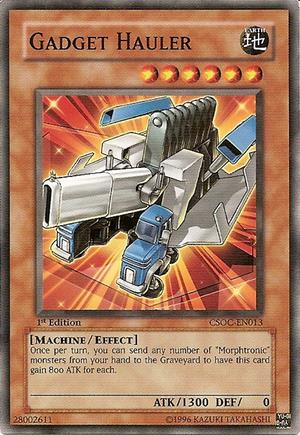 GADGET HAULER
EARTH
地
1st Edition
CSOC-EN013
[MACHINE / EFFECT]
Once per turn, you can send any number of "Morphtronic"
monsters from your hand to the Graveyard to have this card
gain 800 ATK for each.
ATK/1300 DEF/ 0
28002611
©1996 KAZUKI TAKAHASHI